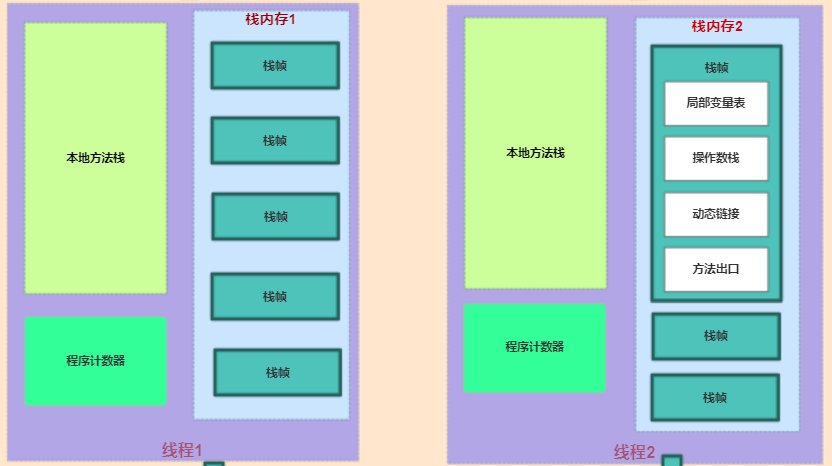 栈内存1
栈帧
栈帧
本地方法栈
栈帧
栈帧
程序计数器
栈帧
线程1
栈内存2
栈帧
局部变量表
本地方法栈
操作数栈
动态链接
方法出口
程序计数器
栈帧
栈帧
线程2